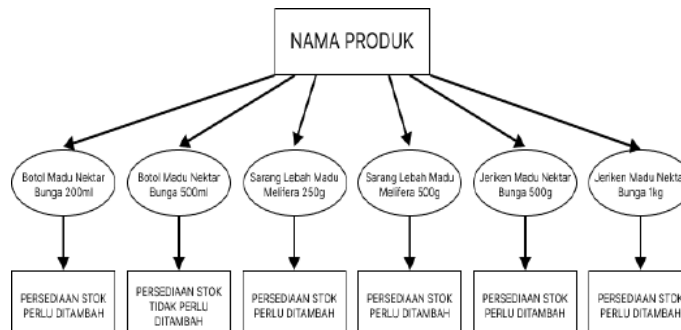 NAMA PRODUK
Botol Madu Nektar
Bunga 200ml
Botol Madu Nektar
Bunga 500ml
Sarang Lebah Madu
Melifera 250g
Sarang Lebah Madu
Melifera 500g
Jeriken Madu Nektar
Bunga 500g
Jeriken Madu Nektar
Bunga 1kg
PERSEDIAAN STOK
PERLU DITAMBAH
PERSEDIAAN STOK
TIDAK PERLU
DITAMBAH
PERSEDIAAN STOK
PERLU DITAMBAH
PERSEDIAAN STOK
PERLU DITAMBAH
PERSEDIAAN STOK
PERLU DITAMBAH
PERSEDIAAN STOK
PERLU DITAMBAH